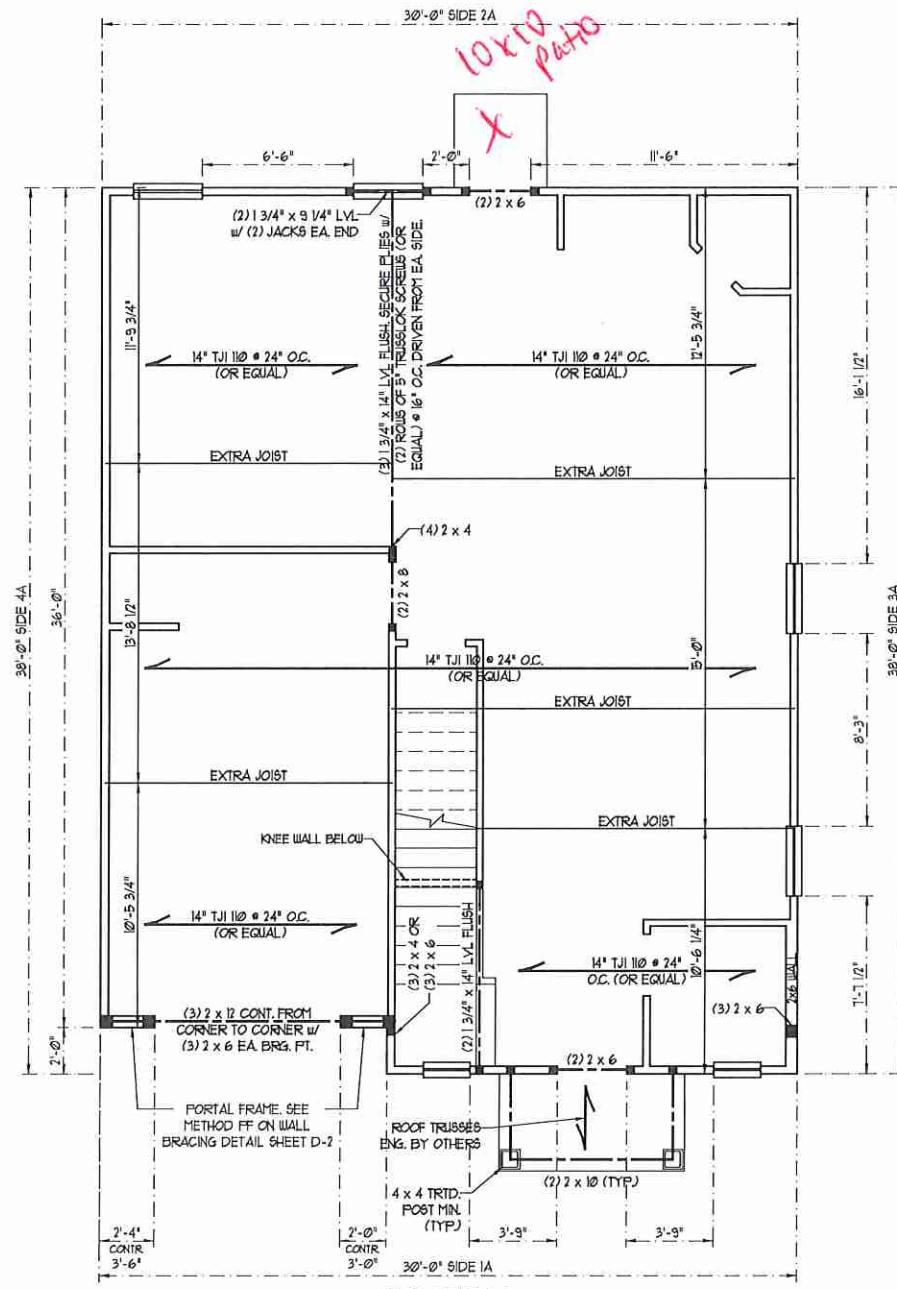 30'-0" SIDE 2A
10x10
patio
X
6'-6"
2'-0"
11'-6"
(2) 2 x 6
(2) 1 3/4" x 9 1/4" LVL
w/ (2) JACKS EA. END
(3) 1 3/4" x 14" LVL FLUSH. SECURE PLIES w/
(2) ROWS OF 5" TRUSSLOK SCREWS (OR
EQUAL) @ 16" O.C. DRIVEN FROM EA. SIDE.
11'-9 3/4"
12'-5 3/4"
16'-1 1/2"
14" TJI 110 @ 24" O.C.
(OR EQUAL)
14" TJI 110 @ 24" O.C.
(OR EQUAL)
EXTRA JOIST
EXTRA JOIST
(4) 2 x 4
(2) 2 x 8
38'-0" SIDE 4A
36'-0"
13'-8 1/2"
15'-0"
38'-0" SIDE 3A
14" TJI 110 @ 24" O.C.
(OR EQUAL)
EXTRA JOIST
8'-3"
EXTRA JOIST
EXTRA JOIST
KNEE WALL BELOW
10'-5 3/4"
14" TJI 110 @ 24" O.C.
(OR EQUAL)
(3) 2 x 4 OR
(3) 2 x 6
(2) 1 3/4" x 14" LVL FLUSH
14" TJI 110 @ 24"
O.C. (OR EQUAL)
10'-6 1/4"
2x6 WALL
7'-7 1/2"
(3) 2 x 6
(3) 2 x 12 CONT. FROM
CORNER TO CORNER w/
(3) 2 x 6 EA. BRG. PT.
2'-0"
(2) 2 x 6
PORTAL FRAME. SEE
METHOD PF ON WALL
BRACING DETAIL SHEET D-2
ROOF TRUSSES
ENG. BY OTHERS
(2) 2 x 10 (TYP.)
4 x 4 TRTD.
POST MIN.
(TYP.)
2'-4"
CONTR.
3'-6"
2'-0"
CONTR.
3'-0"
3'-9"
3'-9"
30'-0" SIDE 1A